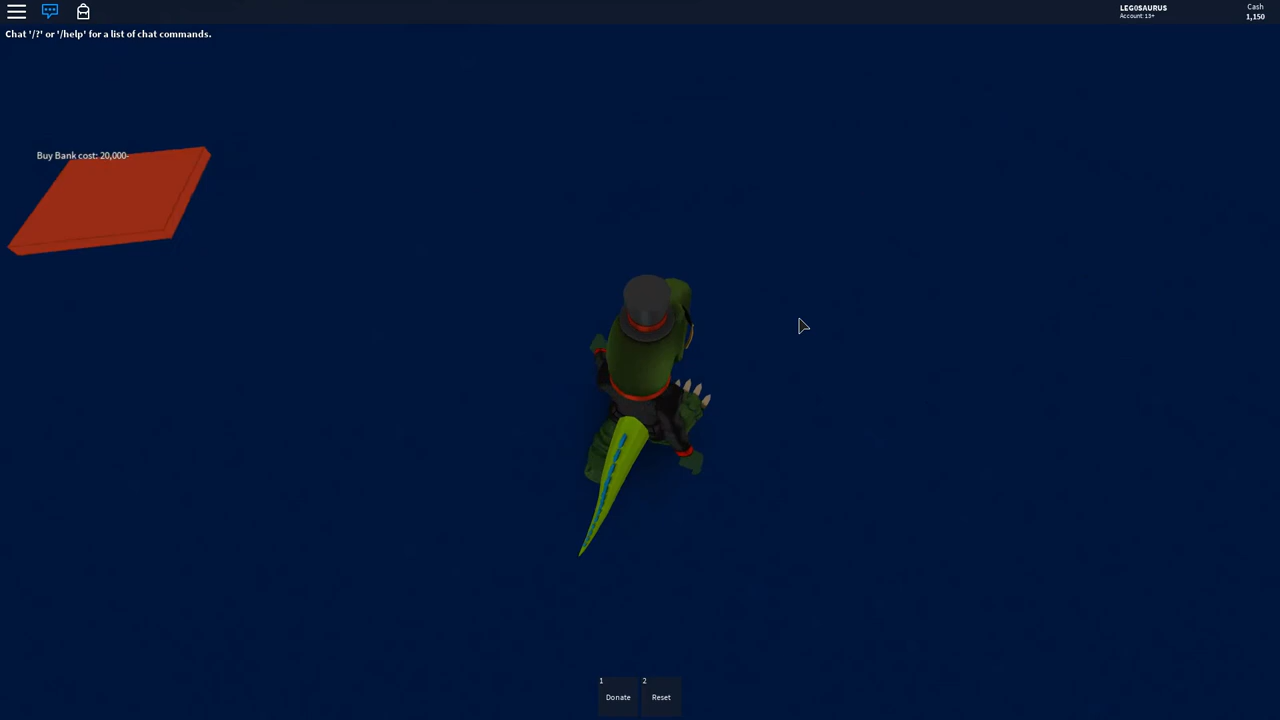 LEG0SAURUS
Account: 13+
Cash
1,150
Chat '/?' or '/help' for a list of chat commands.
Buy Bank cost: 20,000-
1
Donate
2
Reset